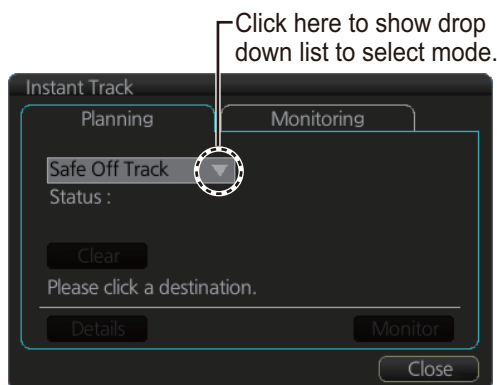 Click here to show drop
down list to select mode.
Instant Track
Planning
Monitoring
Safe Off Track
Status :
Clear
Please click a destination.
Details
Monitor
Close